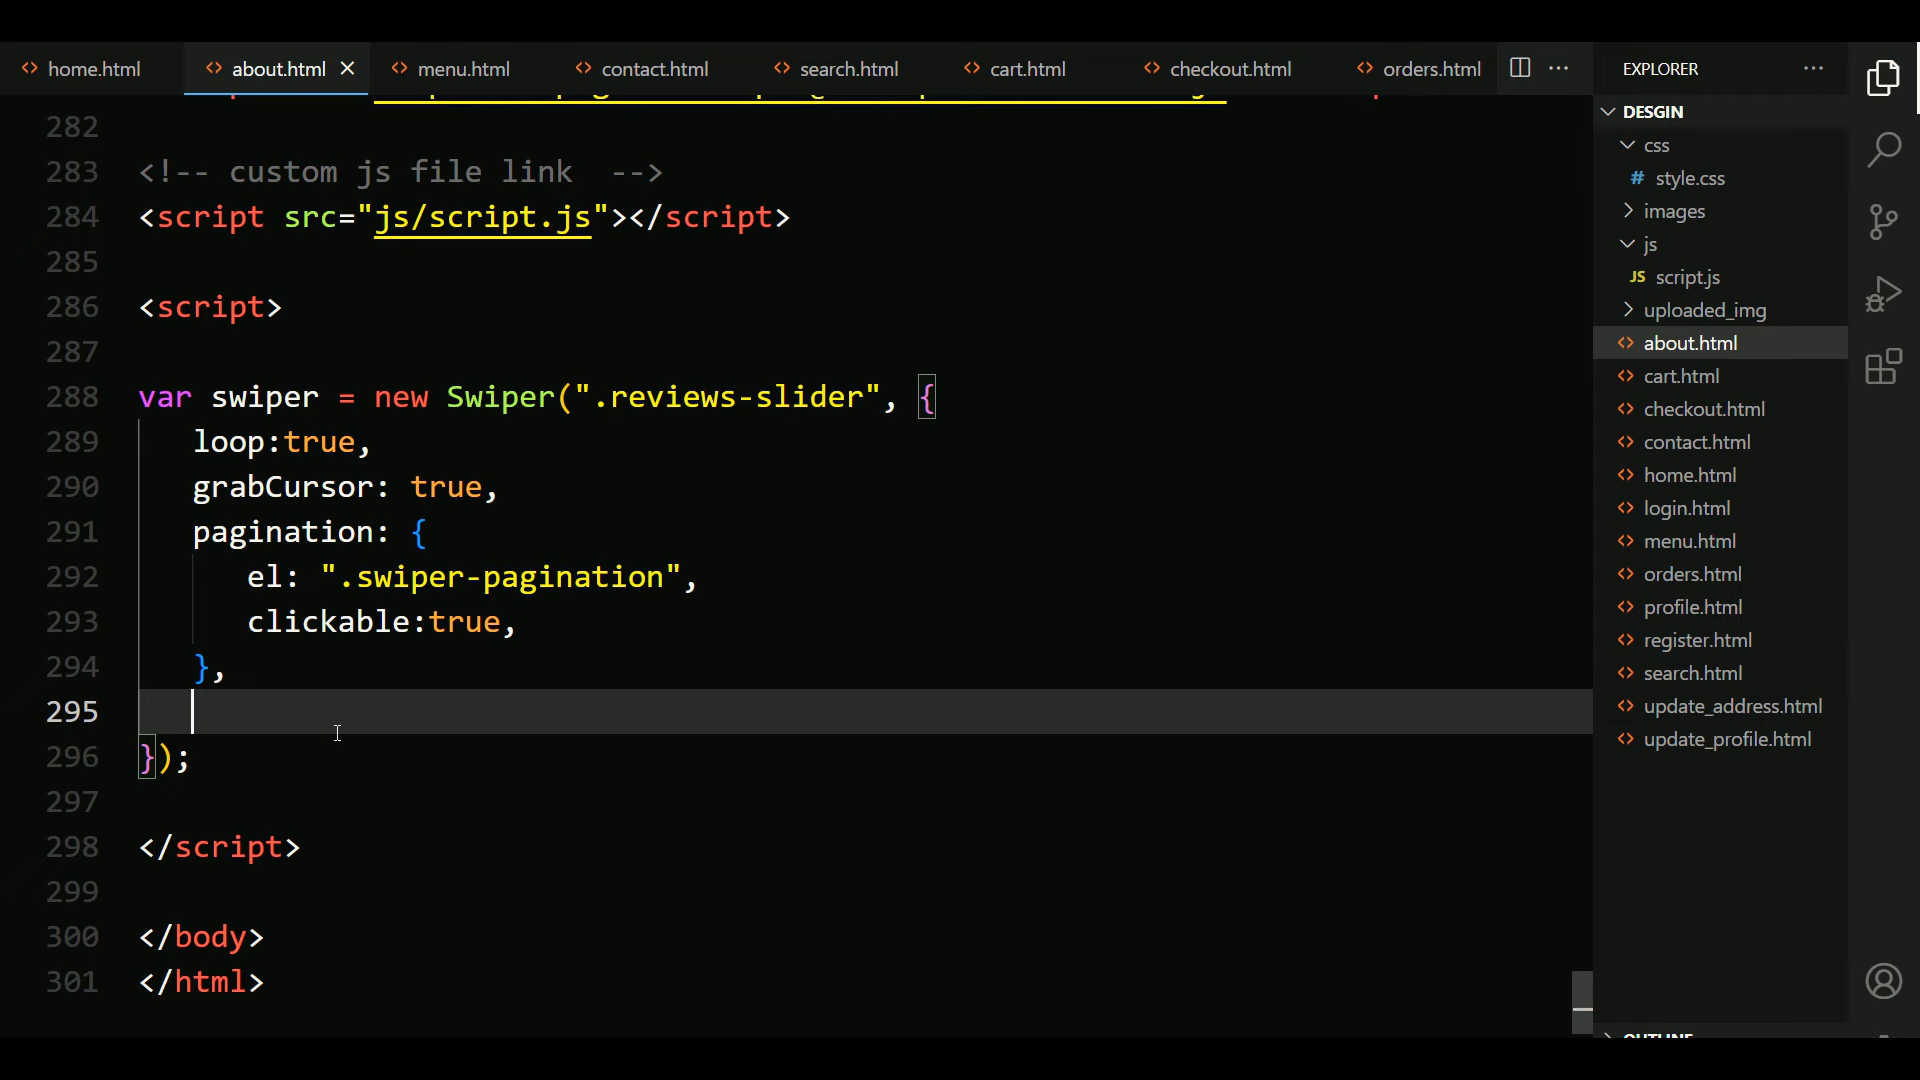 home.html about.html menu.html contact.html search.html cart.html checkout.html orders.html
282
283 <!-- custom js file link  -->
284 <script src="js/script.js"></script>
285
286 <script>
287
288 var swiper = new Swiper(".reviews-slider", {
289    loop:true,
290    grabCursor: true,
291    pagination: {
292       el: ".swiper-pagination",
293       clickable:true,
294    },
295
296 });
297
298 </script>
299
300 </body>
301 </html>
EXPLORER
DESGIN
css
# style.css
images
js
JS script.js
uploaded_img
about.html
cart.html
checkout.html
contact.html
home.html
login.html
menu.html
orders.html
profile.html
register.html
search.html
update_address.html
update_profile.html
OUTLINE